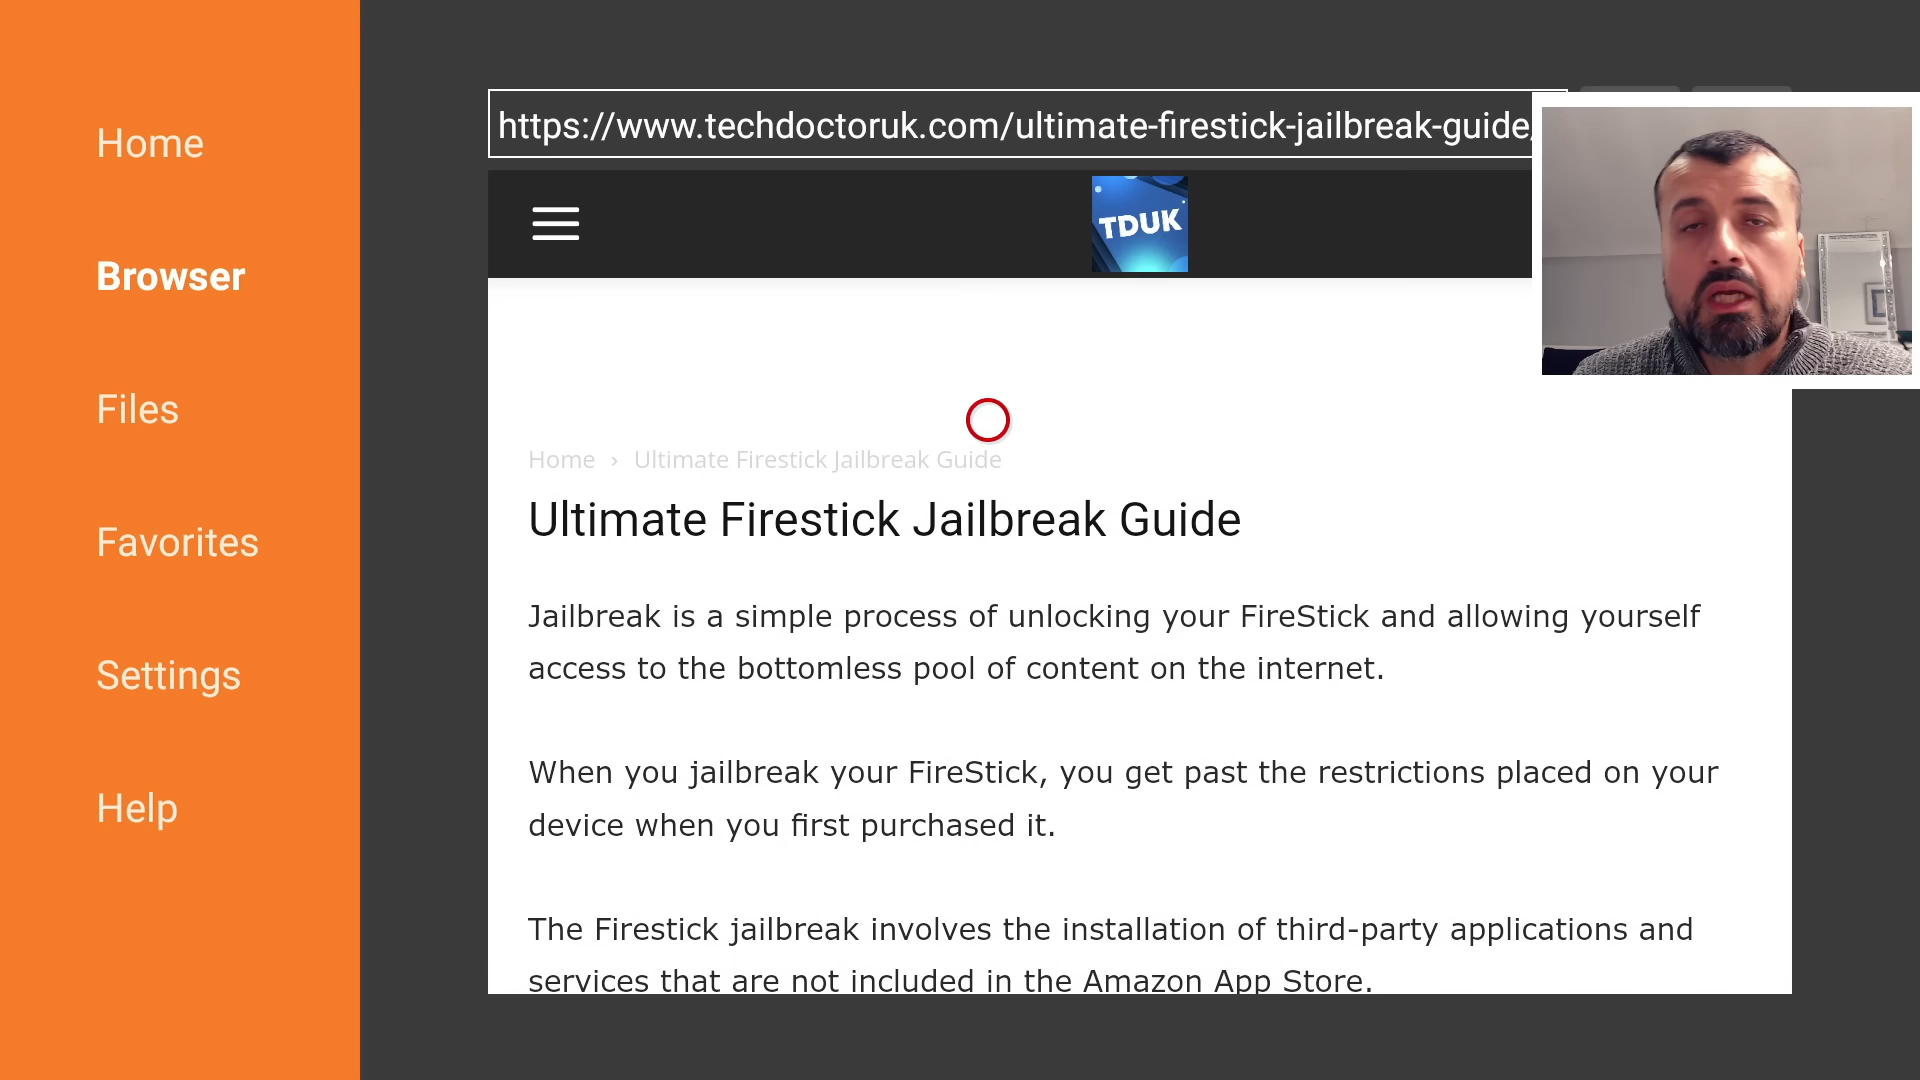 Home
Browser
Files
Favorites
Settings
Help
https://www.techdoctoruk.com/ultimate-firestick-jailbreak-guide/
TDUK
Home › Ultimate Firestick Jailbreak Guide
Ultimate Firestick Jailbreak Guide
Jailbreak is a simple process of unlocking your FireStick and allowing yourself
access to the bottomless pool of content on the internet.
When you jailbreak your FireStick, you get past the restrictions placed on your
device when you first purchased it.
The Firestick jailbreak involves the installation of third-party applications and
services that are not included in the Amazon App Store.